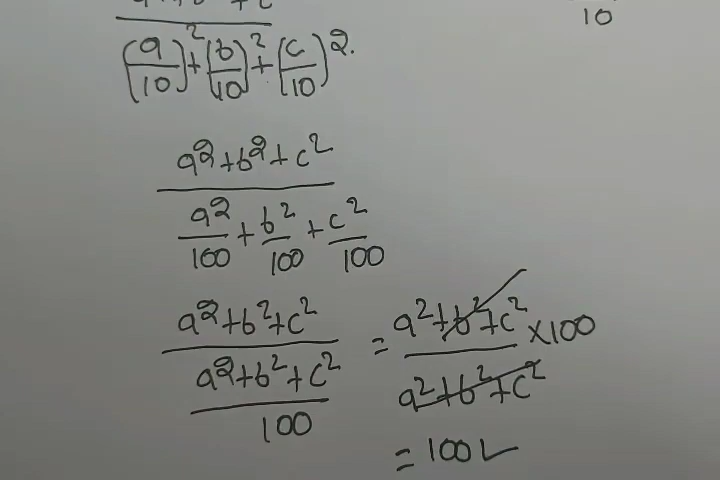 10
(a/10)²+(b/10)²+(c/10)².
a²+b²+c²
a²/100 + b²/100 + c²/100
a²+b²+c² = a²+b²+c² ×100
a²+b²+c² a²+b²+c²
100
= 100